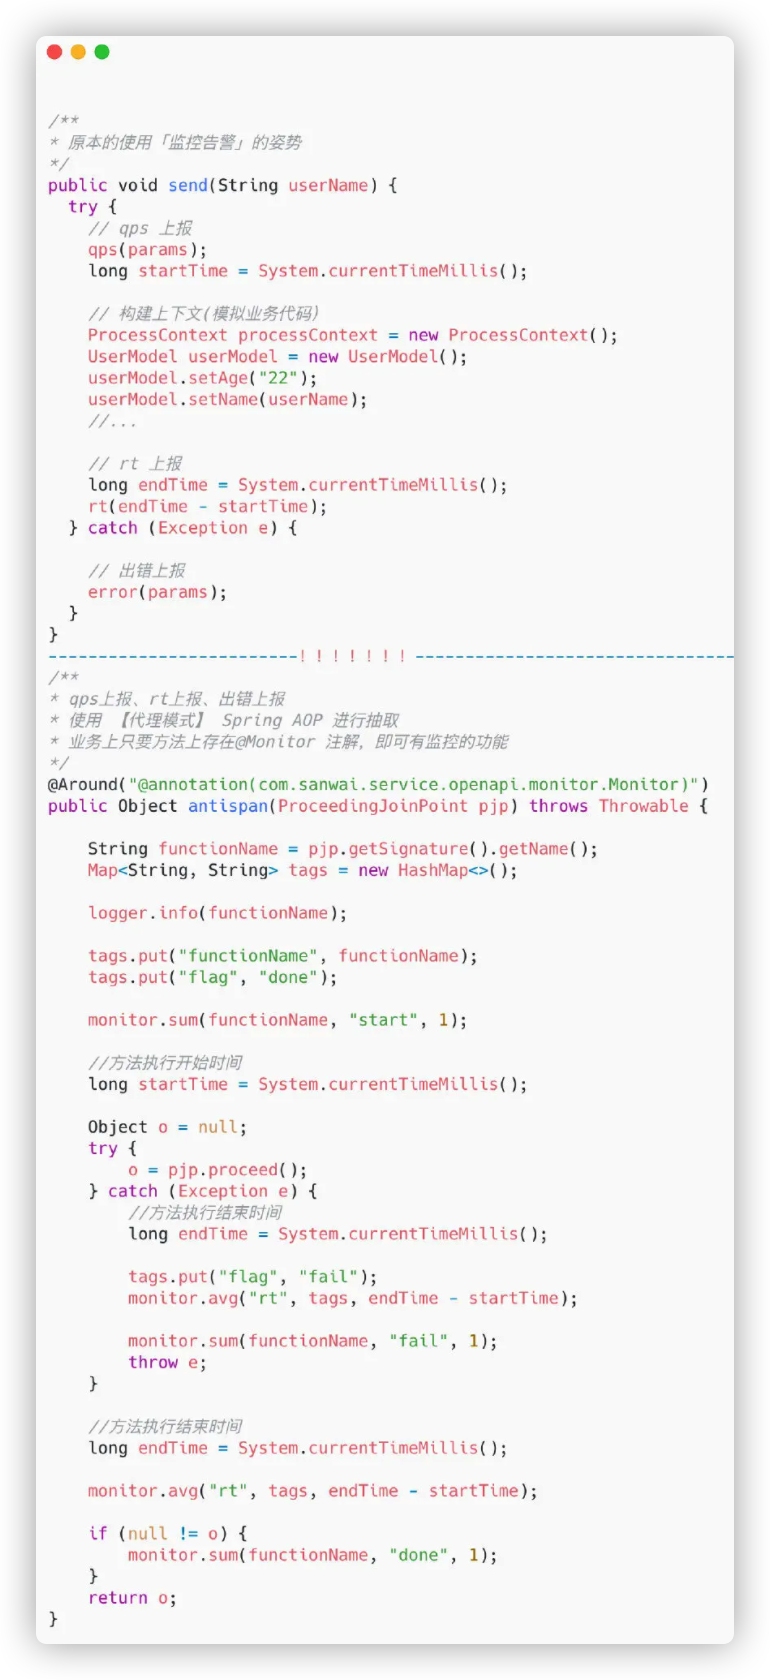 /**
* 原本的使用「监控告警」的姿势
*/
public void send(String userName) {
  try {
    // qps 上报
    qps(params);
    long startTime = System.currentTimeMillis();

    // 构建上下文(模拟业务代码)
    ProcessContext processContext = new ProcessContext();
    UserModel userModel = new UserModel();
    userModel.setAge("22");
    userModel.setName(userName);
    //...

    // rt 上报
    long endTime = System.currentTimeMillis();
    rt(endTime - startTime);
  } catch (Exception e) {

    // 出错上报
    error(params);
  }
}
-------------------------！！！！！！！--------------------------------
/**
* qps上报、rt上报、出错上报
* 使用 【代理模式】 Spring AOP 进行抽取
* 业务上只要方法上存在@Monitor 注解，即可有监控的功能
*/
@Around("@annotation(com.sanwai.service.openapi.monitor.Monitor)")
public Object antispan(ProceedingJoinPoint pjp) throws Throwable {

    String functionName = pjp.getSignature().getName();
    Map<String, String> tags = new HashMap<>();

    logger.info(functionName);

    tags.put("functionName", functionName);
    tags.put("flag", "done");

    monitor.sum(functionName, "start", 1);

    //方法执行开始时间
    long startTime = System.currentTimeMillis();

    Object o = null;
    try {
        o = pjp.proceed();
    } catch (Exception e) {
        //方法执行结束时间
        long endTime = System.currentTimeMillis();

        tags.put("flag", "fail");
        monitor.avg("rt", tags, endTime - startTime);

        monitor.sum(functionName, "fail", 1);
        throw e;
    }

    //方法执行结束时间
    long endTime = System.currentTimeMillis();

    monitor.avg("rt", tags, endTime - startTime);

    if (null != o) {
        monitor.sum(functionName, "done", 1);
    }
    return o;
}